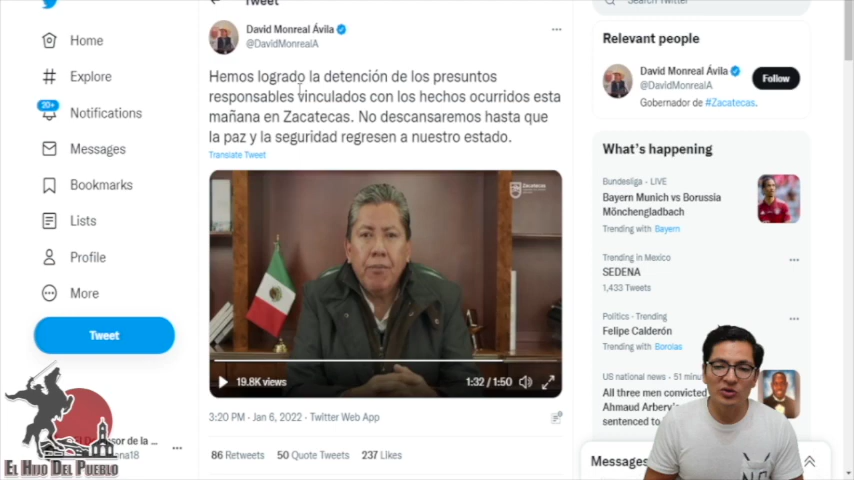 Tweet
Search Twitter
David Monreal Ávila
@DavidMonrealA
Hemos logrado la detención de los presuntos
responsables vinculados con los hechos ocurridos esta
mañana en Zacatecas. No descansaremos hasta que
la paz y la seguridad regresen a nuestro estado.
Translate Tweet
ZACATECAS
19.8K views
1:32 / 1:50
3:20 PM · Jan 6, 2022 · Twitter Web App
86 Retweets
50 Quote Tweets
237 Likes
Home
Explore
20+
Notifications
Messages
Bookmarks
Lists
Profile
More
Tweet
EL HIJO DEL PUEBLO
Relevant people
David Monreal Ávila
@DavidMonrealA
Follow
Gobernador de #Zacatecas.
What's happening
Bundesliga · LIVE
Bayern Munich vs Borussia
Mönchengladbach
Trending with Bayern
Trending in Mexico
SEDENA
1,433 Tweets
Politics · Trending
Felipe Calderón
Trending with Borolas
US national news · 51 minu
All three men convicted
Ahmaud Arbery's
sentenced to
Messages